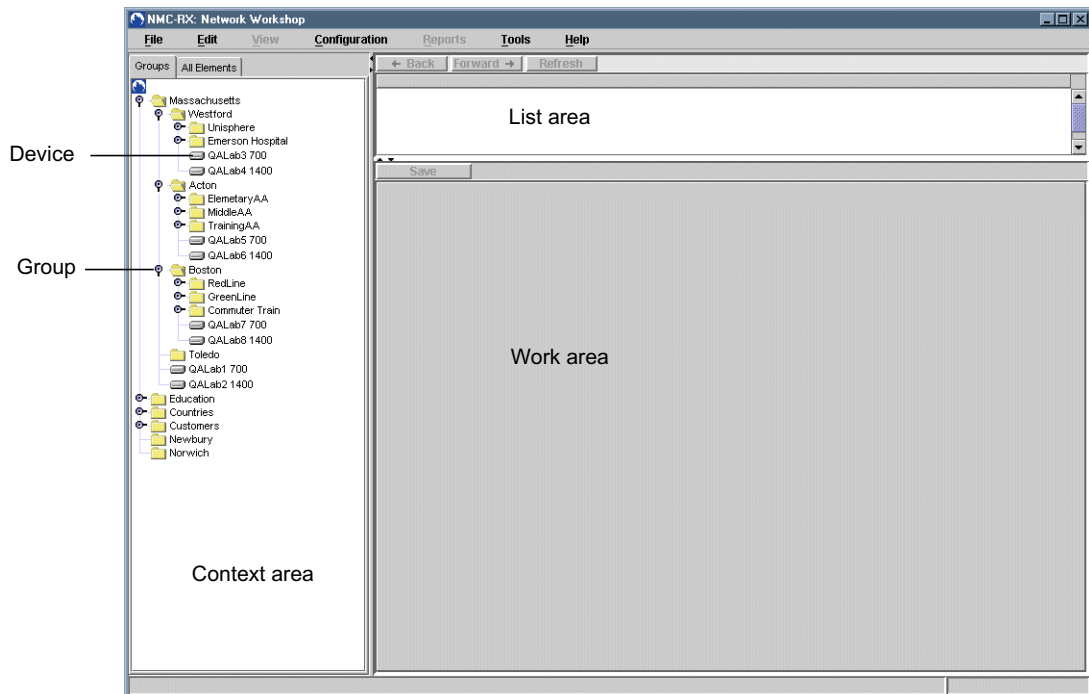 NMC-RX: Network Workshop
File Edit View Configuration Reports Tools Help
Groups All Elements
← Back Forward → Refresh
List area
Save
Work area
Massachusetts
Westford
Unisphere
Emerson Hospital
Device
QALab3 700
QALab4 1400
Acton
ElemetaryAA
MiddleAA
TrainingAA
QALab5 700
QALab6 1400
Group
Boston
RedLine
GreenLine
Commuter Train
QALab7 700
QALab8 1400
Toledo
QALab1 700
QALab2 1400
Education
Countries
Customers
Newbury
Norwich
Context area